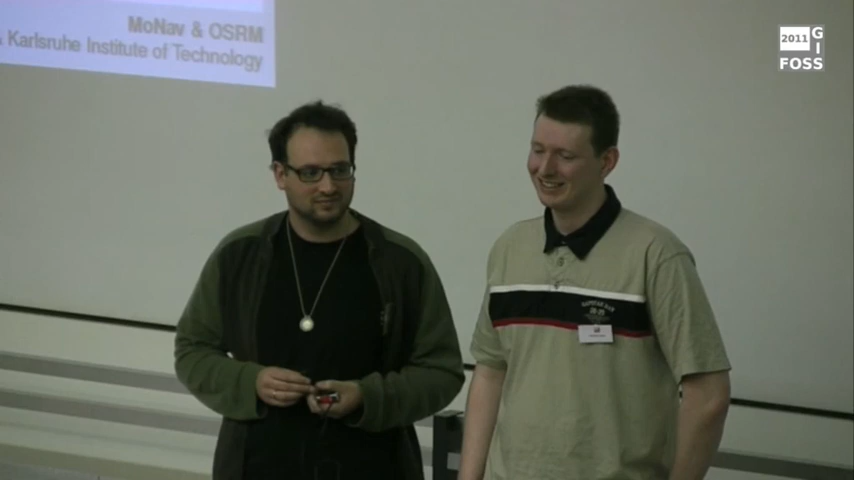 MoNav & OSRM
Karlsruhe Institute of Technology
2011
G
I
FOSS